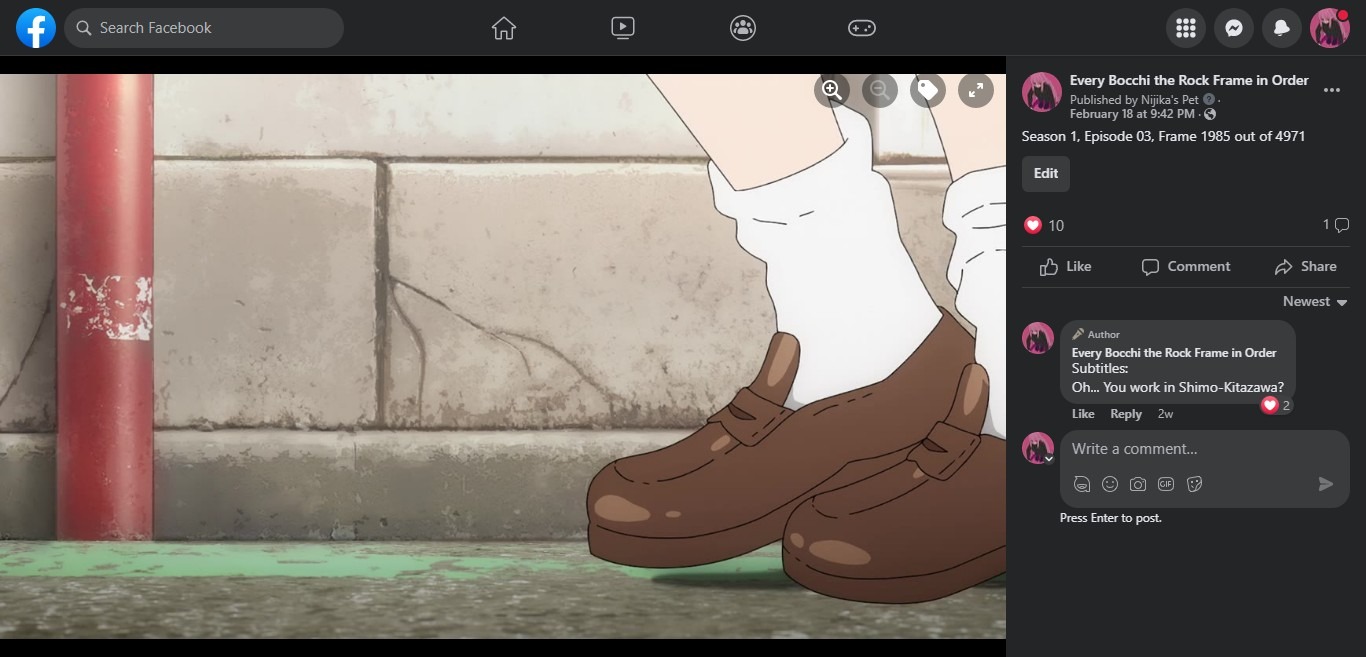 Search Facebook
Every Bocchi the Rock Frame in Order
Published by Nijika's Pet ·
February 18 at 9:42 PM ·
Season 1, Episode 03, Frame 1985 out of 4971
Edit
10
1
Like
Comment
Share
Newest
Author
Every Bocchi the Rock Frame in Order
Subtitles:
Oh... You work in Shimo-Kitazawa?
2
Like Reply 2w
Write a comment...
GIF
Press Enter to post.